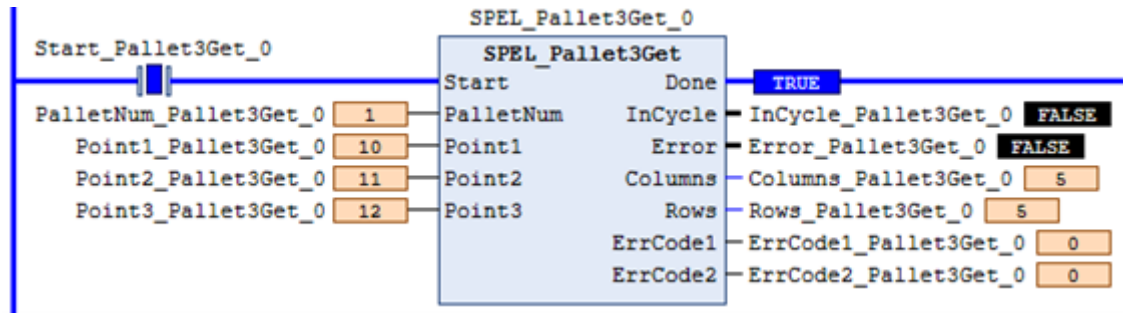 SPEL_Pallet3Get_0
Start_Pallet3Get_0
SPEL_Pallet3Get
Start Done TRUE
PalletNum_Pallet3Get_0 1 PalletNum InCycle InCycle_Pallet3Get_0 FALSE
Point1_Pallet3Get_0 10 Point1 Error Error_Pallet3Get_0 FALSE
Point2_Pallet3Get_0 11 Point2 Columns Columns_Pallet3Get_0 5
Point3_Pallet3Get_0 12 Point3 Rows Rows_Pallet3Get_0 5
ErrCode1 ErrCode1_Pallet3Get_0 0
ErrCode2 ErrCode2_Pallet3Get_0 0